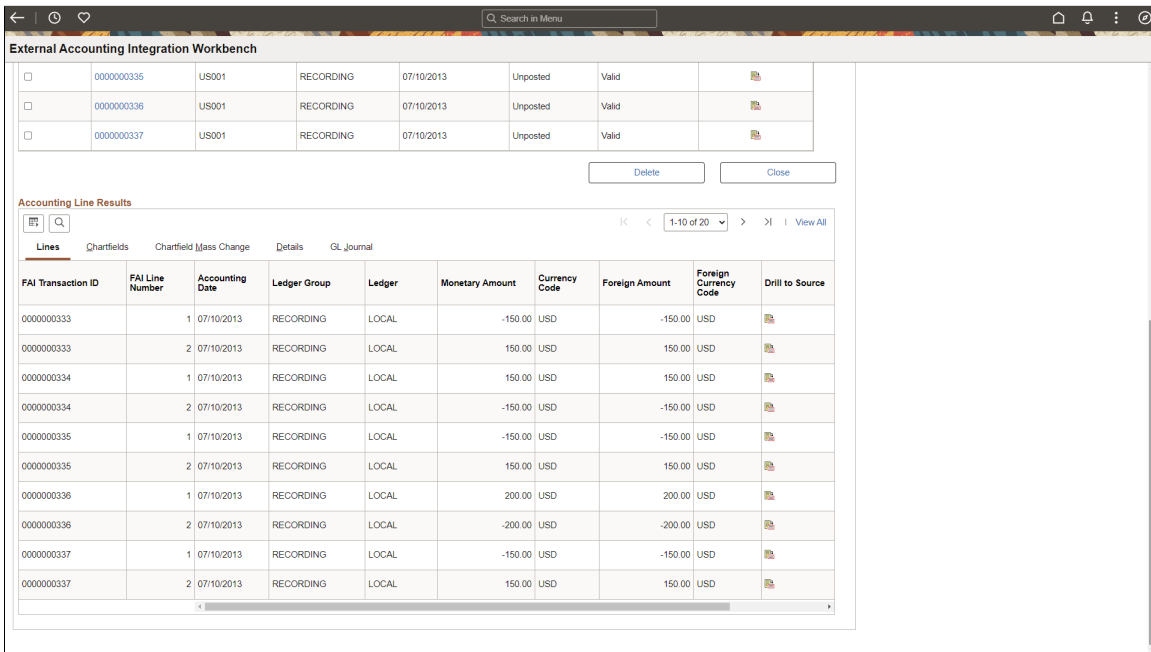 Search in Menu
External Accounting Integration Workbench
0000000335 US001 RECORDING 07/10/2013 Unposted Valid
0000000336 US001 RECORDING 07/10/2013 Unposted Valid
0000000337 US001 RECORDING 07/10/2013 Unposted Valid
Delete Close
Accounting Line Results
1-10 of 20 View All
Lines Chartfields Chartfield Mass Change Details GL Journal
FAI Transaction ID FAI Line Number Accounting Date Ledger Group Ledger Monetary Amount Currency Code Foreign Amount Foreign Currency Code Drill to Source
0000000333 1 07/10/2013 RECORDING LOCAL -150.00 USD -150.00 USD
0000000333 2 07/10/2013 RECORDING LOCAL 150.00 USD 150.00 USD
0000000334 1 07/10/2013 RECORDING LOCAL 150.00 USD 150.00 USD
0000000334 2 07/10/2013 RECORDING LOCAL -150.00 USD -150.00 USD
0000000335 1 07/10/2013 RECORDING LOCAL -150.00 USD -150.00 USD
0000000335 2 07/10/2013 RECORDING LOCAL 150.00 USD 150.00 USD
0000000336 1 07/10/2013 RECORDING LOCAL 200.00 USD 200.00 USD
0000000336 2 07/10/2013 RECORDING LOCAL -200.00 USD -200.00 USD
0000000337 1 07/10/2013 RECORDING LOCAL -150.00 USD -150.00 USD
0000000337 2 07/10/2013 RECORDING LOCAL 150.00 USD 150.00 USD